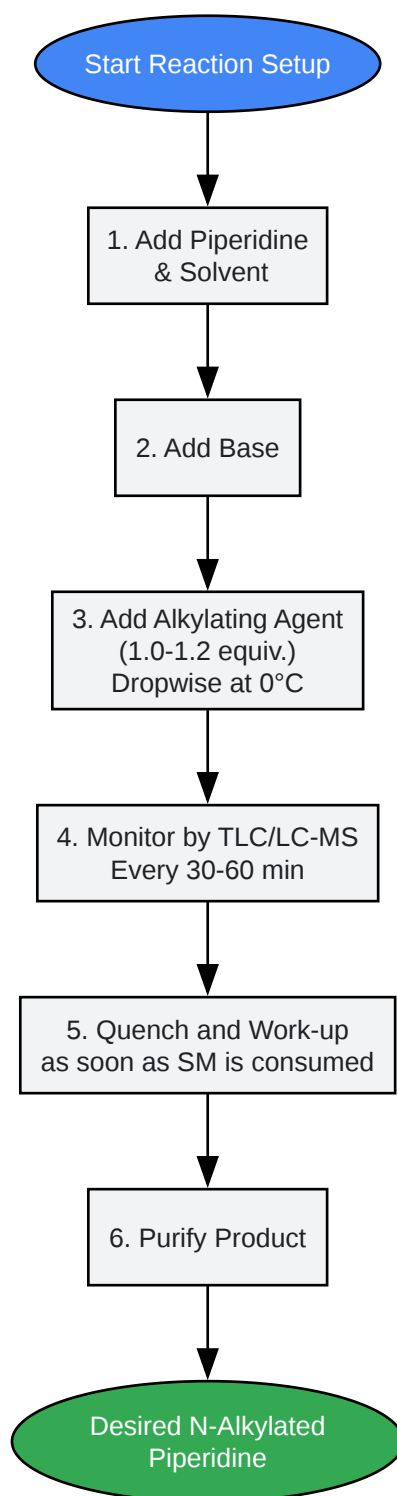 Start Reaction Setup
1. Add Piperidine
& Solvent
2. Add Base
3. Add Alkylating Agent
(1.0-1.2 equiv.)
Dropwise at 0°C
4. Monitor by TLC/LC-MS
Every 30-60 min
5. Quench and Work-up
as soon as SM is consumed
6. Purify Product
Desired N-Alkylated
Piperidine